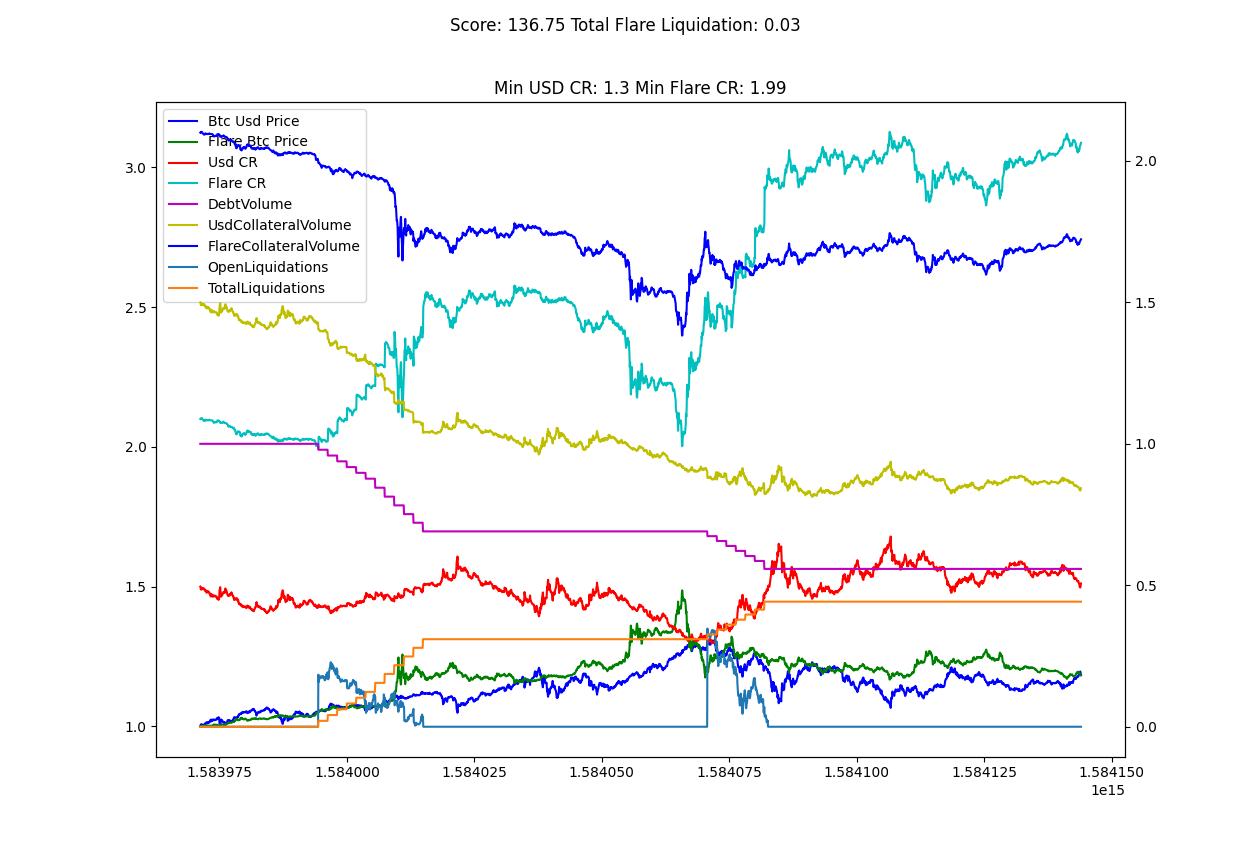 Score: 136.75 Total Flare Liquidation: 0.03
Min USD CR: 1.3 Min Flare CR: 1.99
Btc Usd Price
Flare Btc Price
Usd CR
Flare CR
DebtVolume
UsdCollateralVolume
FlareCollateralVolume
OpenLiquidations
TotalLiquidations
3.0
2.5
2.0
1.5
1.0
2.0
1.5
1.0
0.5
0.0
1.583975 1.584000 1.584025 1.584050 1.584075 1.584100 1.584125 1.584150
1e15